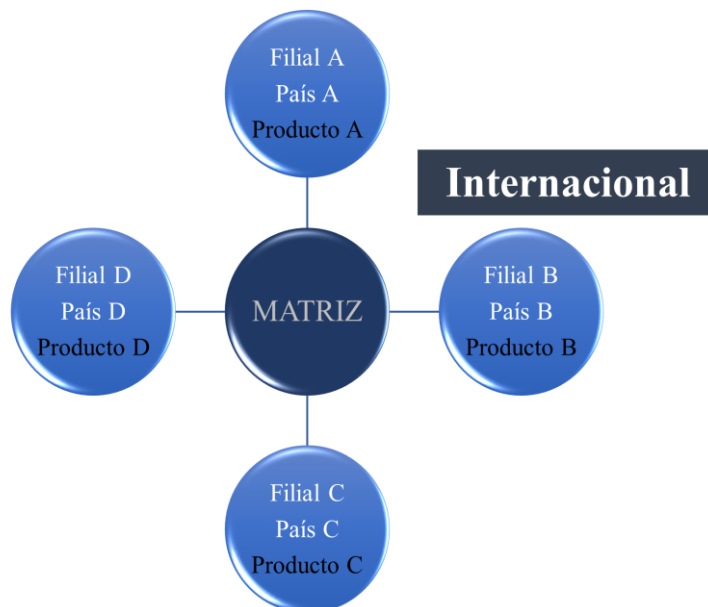 Filial A
País A
Producto A
Internacional
Filial D
País D
Producto D
MATRIZ
Filial B
País B
Producto B
Filial C
País C
Producto C